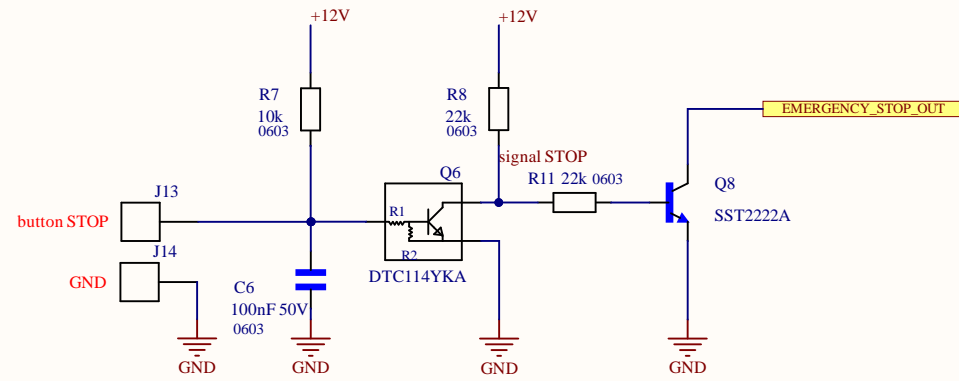 +12V
+12V
R7
10k
0603
R8
22k
0603
signal STOP
Q6
R11 22k 0603
EMERGENCY_STOP_OUT
J13
button STOP
R1
R2
DTC114YKA
Q8
SST2222A
J14
GND
C6
100nF 50V
0603
GND
GND
GND
GND